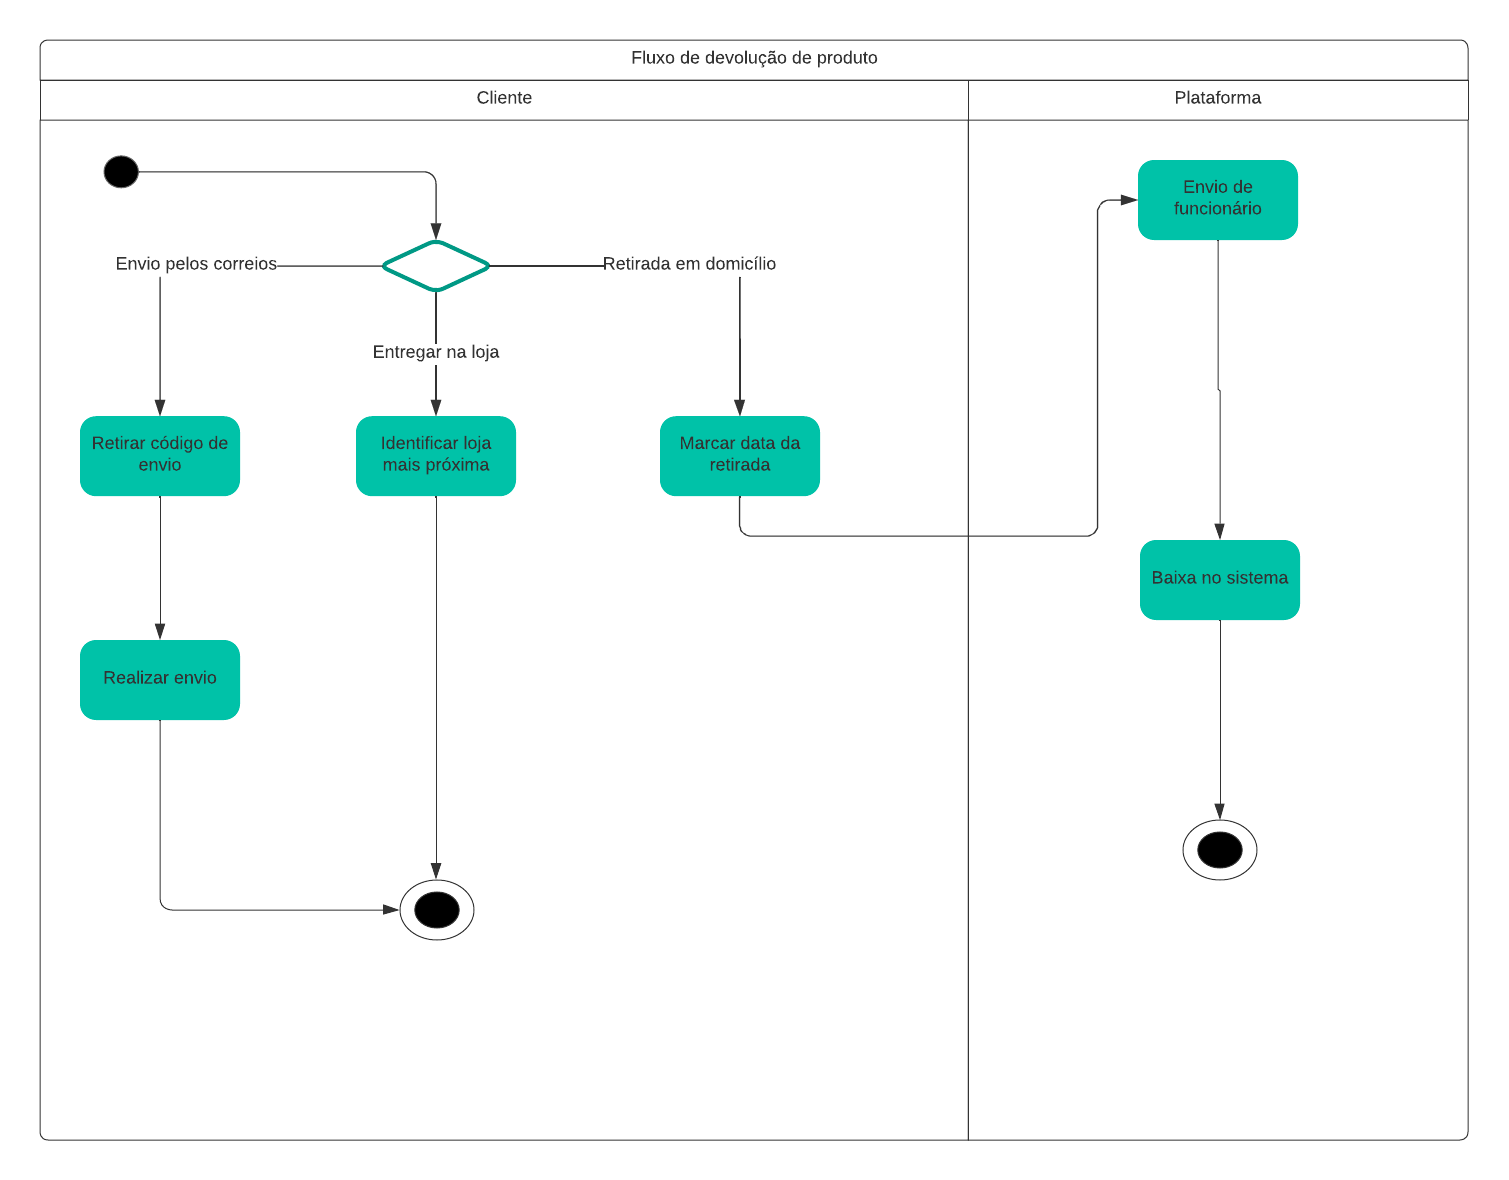 Fluxo de devolução de produto
Cliente
Plataforma
Envio de
funcionário
Envio pelos correios
Retirada em domicílio
Entregar na loja
Retirar código de
envio
Identificar loja
mais próxima
Marcar data da
retirada
Baixa no sistema
Realizar envio